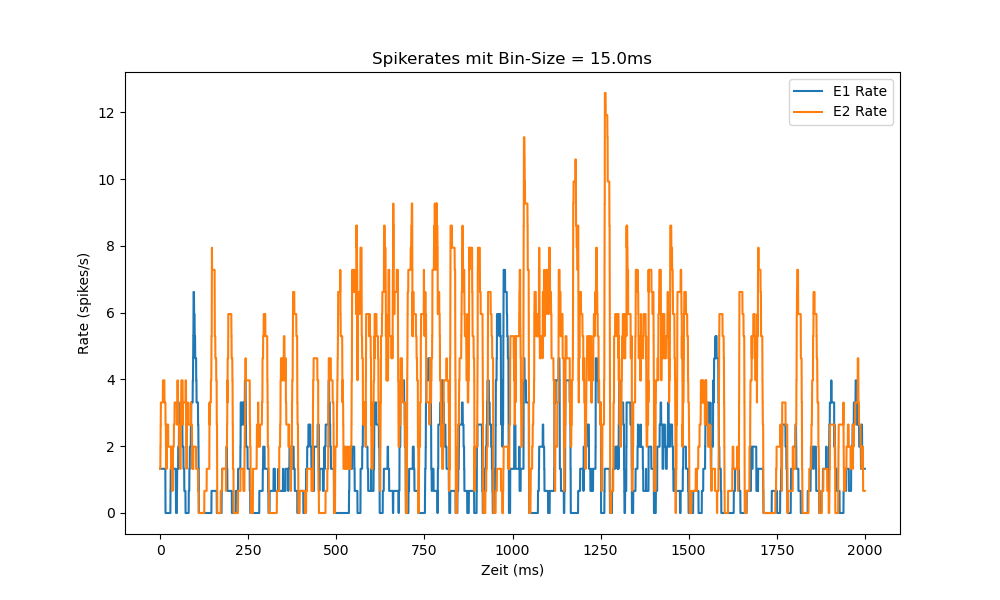 Spikerates mit Bin-Size = 15.0ms
E1 Rate
E2 Rate
12
10
8
6
4
2
0
Rate (spikes/s)
0 250 500 750 1000 1250 1500 1750 2000
Zeit (ms)